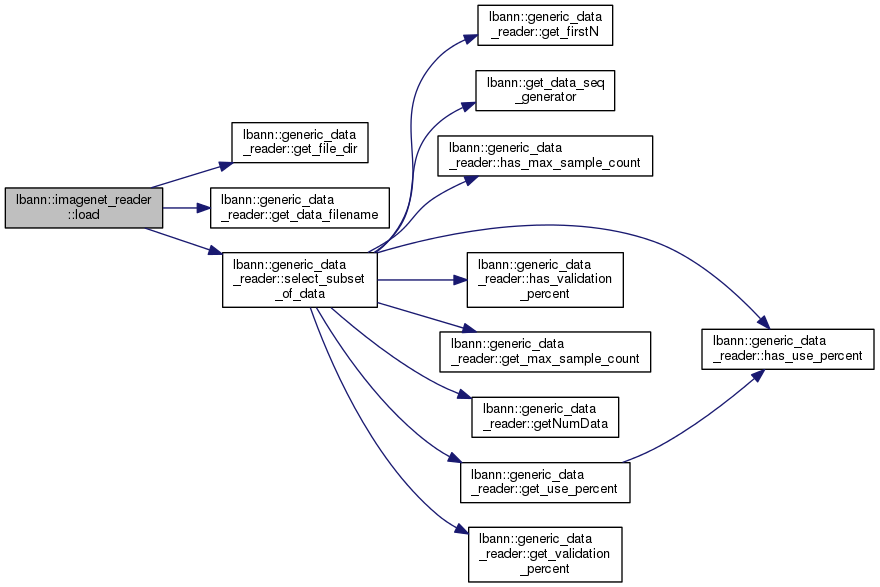 lbann::imagenet_reader
::load
lbann::generic_data
_reader::get_file_dir
lbann::generic_data
_reader::get_data_filename
lbann::generic_data
_reader::select_subset
_of_data
lbann::generic_data
_reader::get_firstN
lbann::get_data_seq
_generator
lbann::generic_data
_reader::has_max_sample_count
lbann::generic_data
_reader::has_validation
_percent
lbann::generic_data
_reader::get_max_sample_count
lbann::generic_data
_reader::getNumData
lbann::generic_data
_reader::get_use_percent
lbann::generic_data
_reader::get_validation
_percent
lbann::generic_data
_reader::has_use_percent